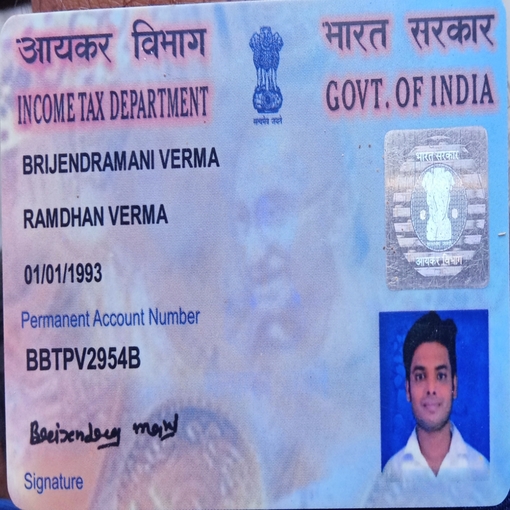 आयकर विभाग
भारत सरकार
INCOME TAX DEPARTMENT
GOVT. OF INDIA
सत्यमेव जयते
BRIJENDRAMANI VERMA
भारत सरकार
RAMDHAN VERMA
आयकर विभाग
01/01/1993
Permanent Account Number
BBTPV2954B
Signature